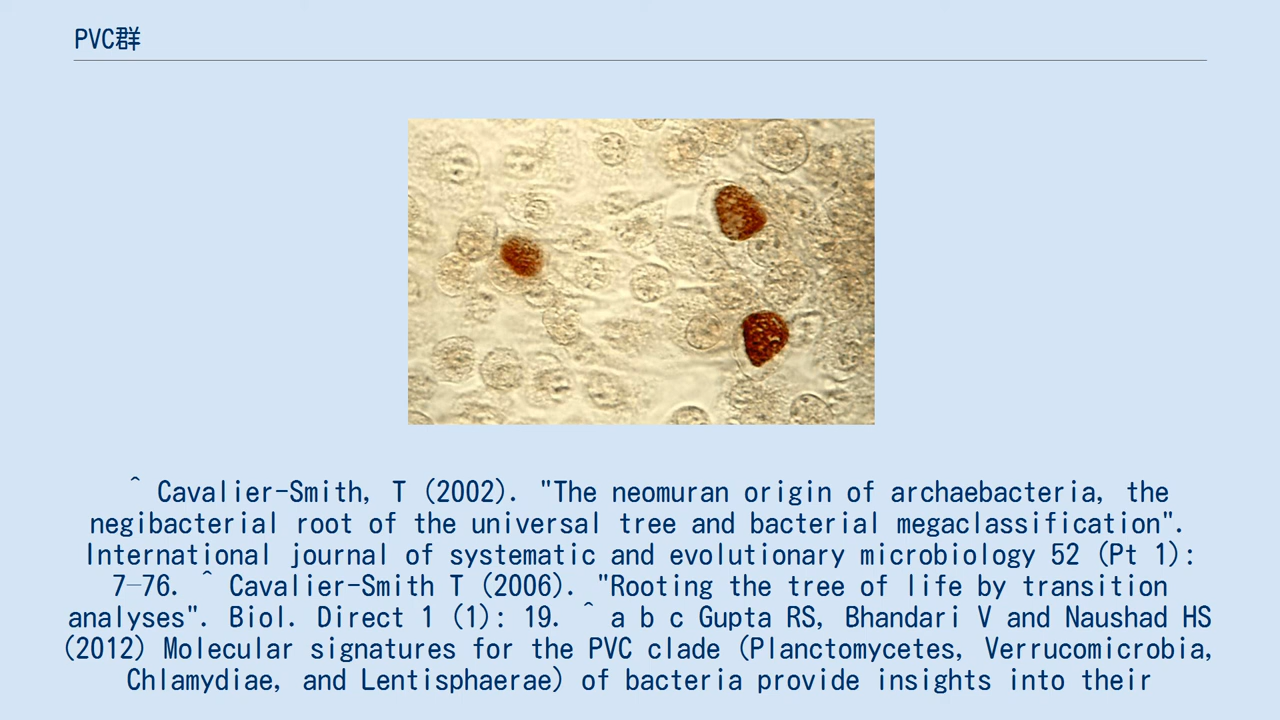 PVC群
^ Cavalier-Smith, T (2002). "The neomuran origin of archaebacteria, the
negibacterial root of the universal tree and bacterial megaclassification".
International journal of systematic and evolutionary microbiology 52 (Pt 1):
7–76. ^ Cavalier-Smith T (2006). "Rooting the tree of life by transition
analyses". Biol. Direct 1 (1): 19. ^ a b c Gupta RS, Bhandari V and Naushad HS
(2012) Molecular signatures for the PVC clade (Planctomycetes, Verrucomicrobia,
Chlamydiae, and Lentisphaerae) of bacteria provide insights into their